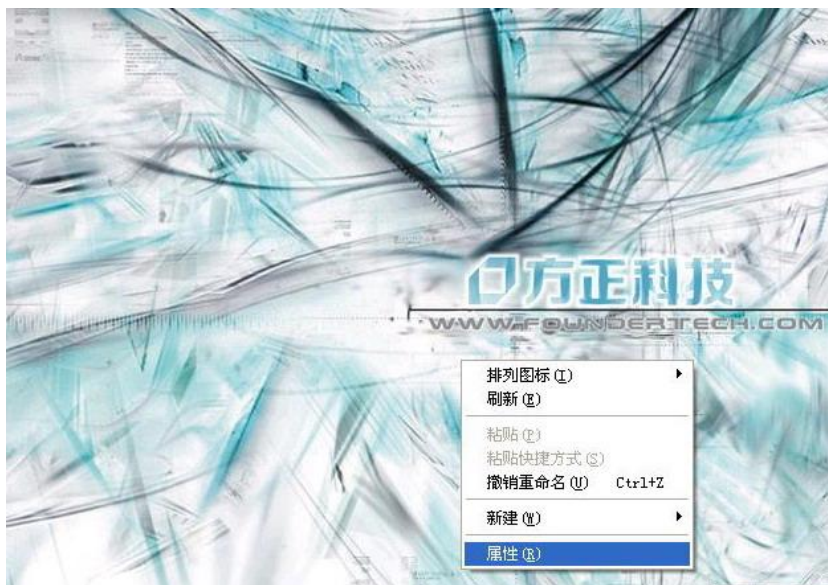 方正科技
WWW.FOUNDERTECH.COM
排列图标(I)
刷新(E)
粘贴(P)
粘贴快捷方式(S)
撤销重命名(U) Ctrl+Z
新建(W)
属性(R)